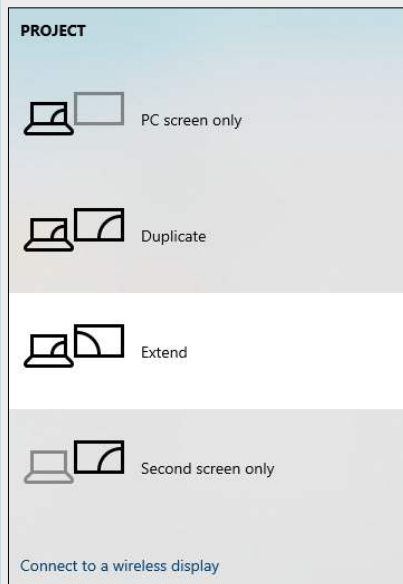 PROJECT
PC screen only
Duplicate
Extend
Second screen only
Connect to a wireless display